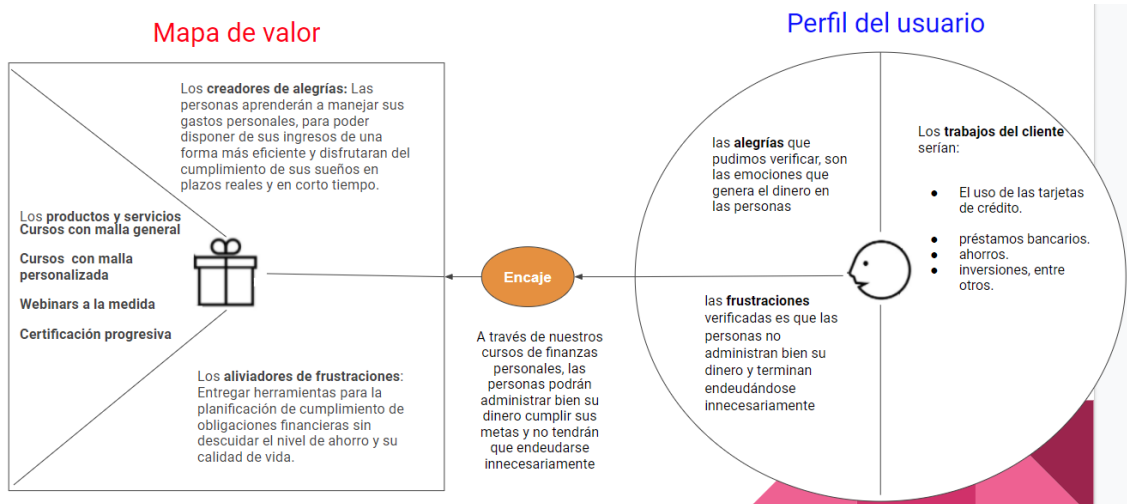 Mapa de valor
Los creadores de alegrías: Las
personas aprenderán a manejar sus
gastos personales, para poder
disponer de sus ingresos de una
forma más eficiente y disfrutaran del
cumplimiento de sus sueños en
plazos reales y en corto tiempo.
Los productos y servicios
Cursos con malla general
Cursos con malla
personalizada
Webinars a la medida
Certificación progresiva
Los aliviadores de frustraciones:
Entregar herramientas para la
planificación de cumplimiento de
obligaciones financieras sin
descuidar el nivel de ahorro y su
calidad de vida.
Encaje
A través de nuestros
cursos de finanzas
personales, las
personas podrán
administrar bien su
dinero cumplir sus
metas y no tendrán
que endeudarse
innecesariamente
Perfil del usuario
las alegrías que
pudimos verificar, son
las emociones que
genera el dinero en
las personas
las frustraciones
verificadas es que las
personas no
administran bien su
dinero y terminan
endeudándose
innecesariamente
Los trabajos del cliente
serían:
● El uso de las tarjetas
de crédito.
● préstamos bancarios.
● ahorros.
● inversiones, entre
otros.